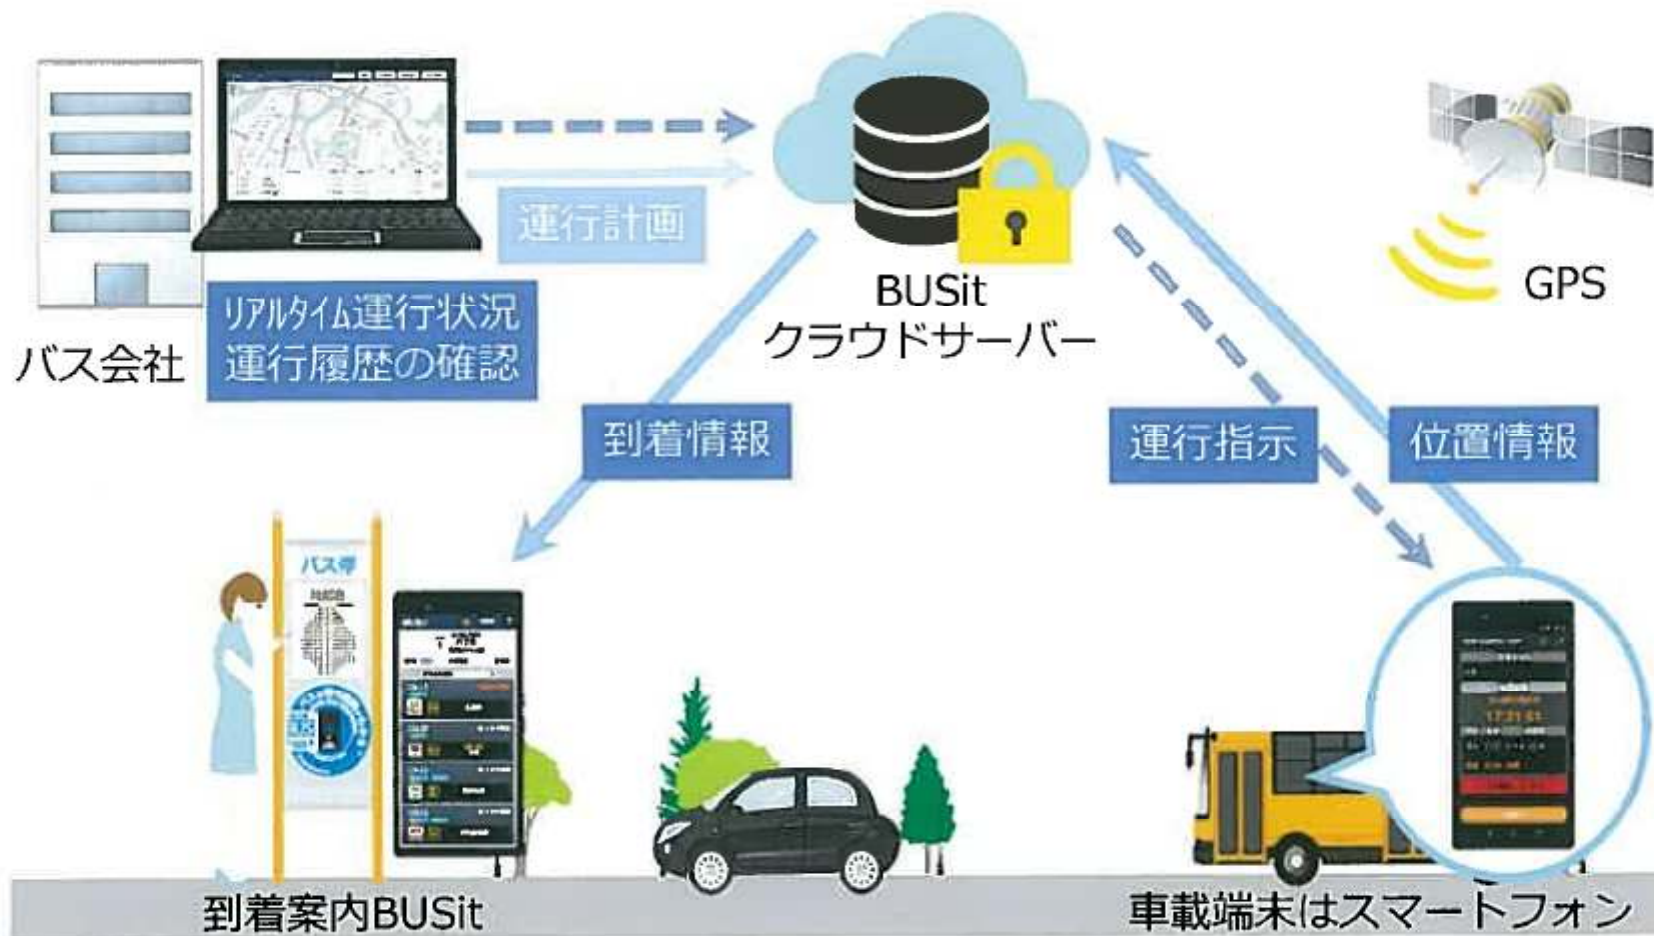 運行計画
リアルタイム運行状況
運行履歴の確認
バス会社
BUSit
クラウドサーバー
GPS
到着情報
運行指示
位置情報
バス停
到着案内BUSit
車載端末はスマートフォン